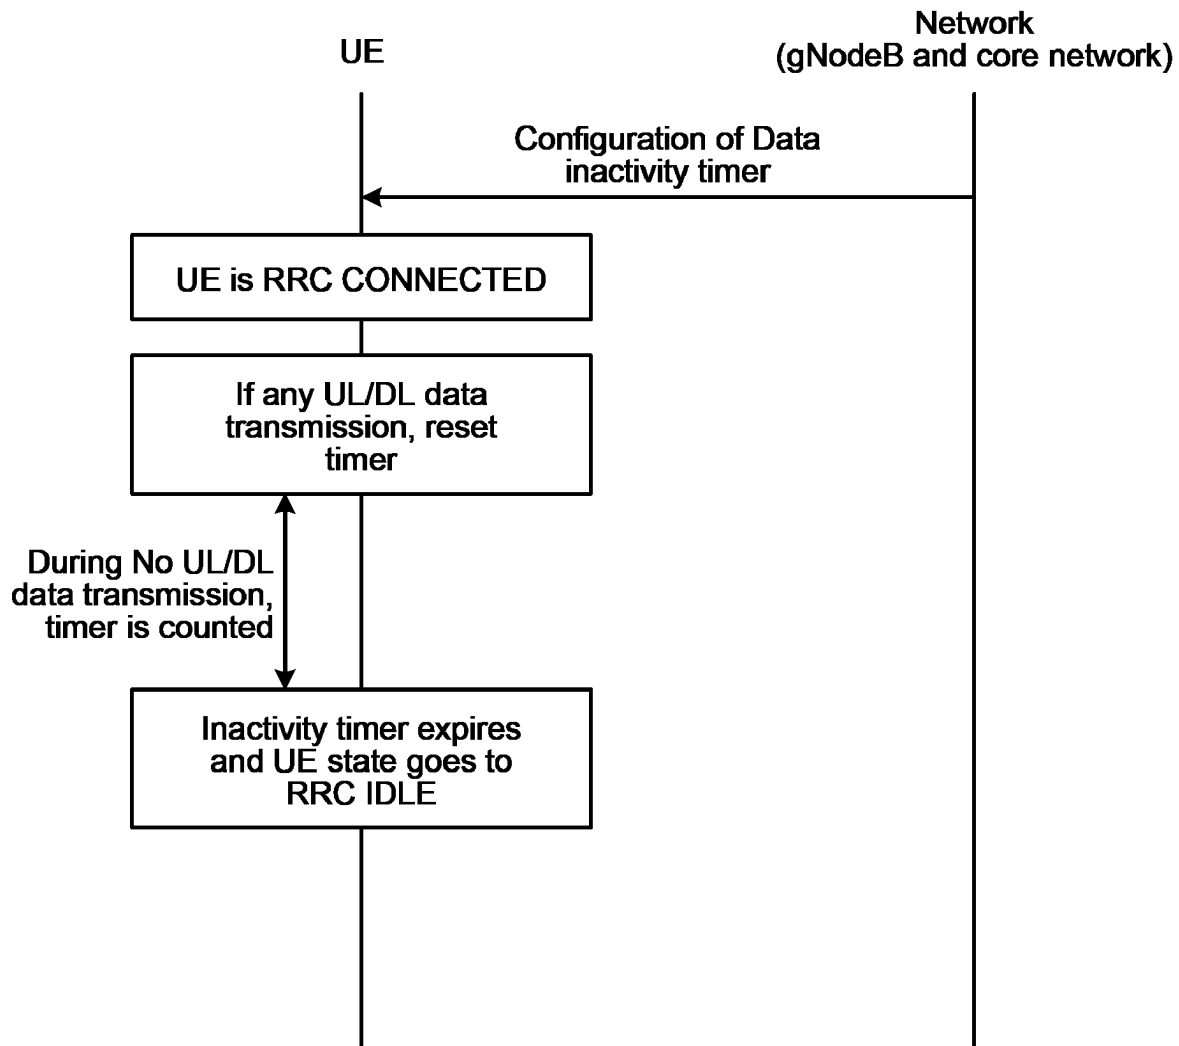 UE
Network
(gNodeB and core network)
Configuration of Data
inactivity timer
UE is RRC CONNECTED
If any UL/DL data
transmission, reset
timer
During No UL/DL
data transmission,
timer is counted
Inactivity timer expires
and UE state goes to
RRC IDLE